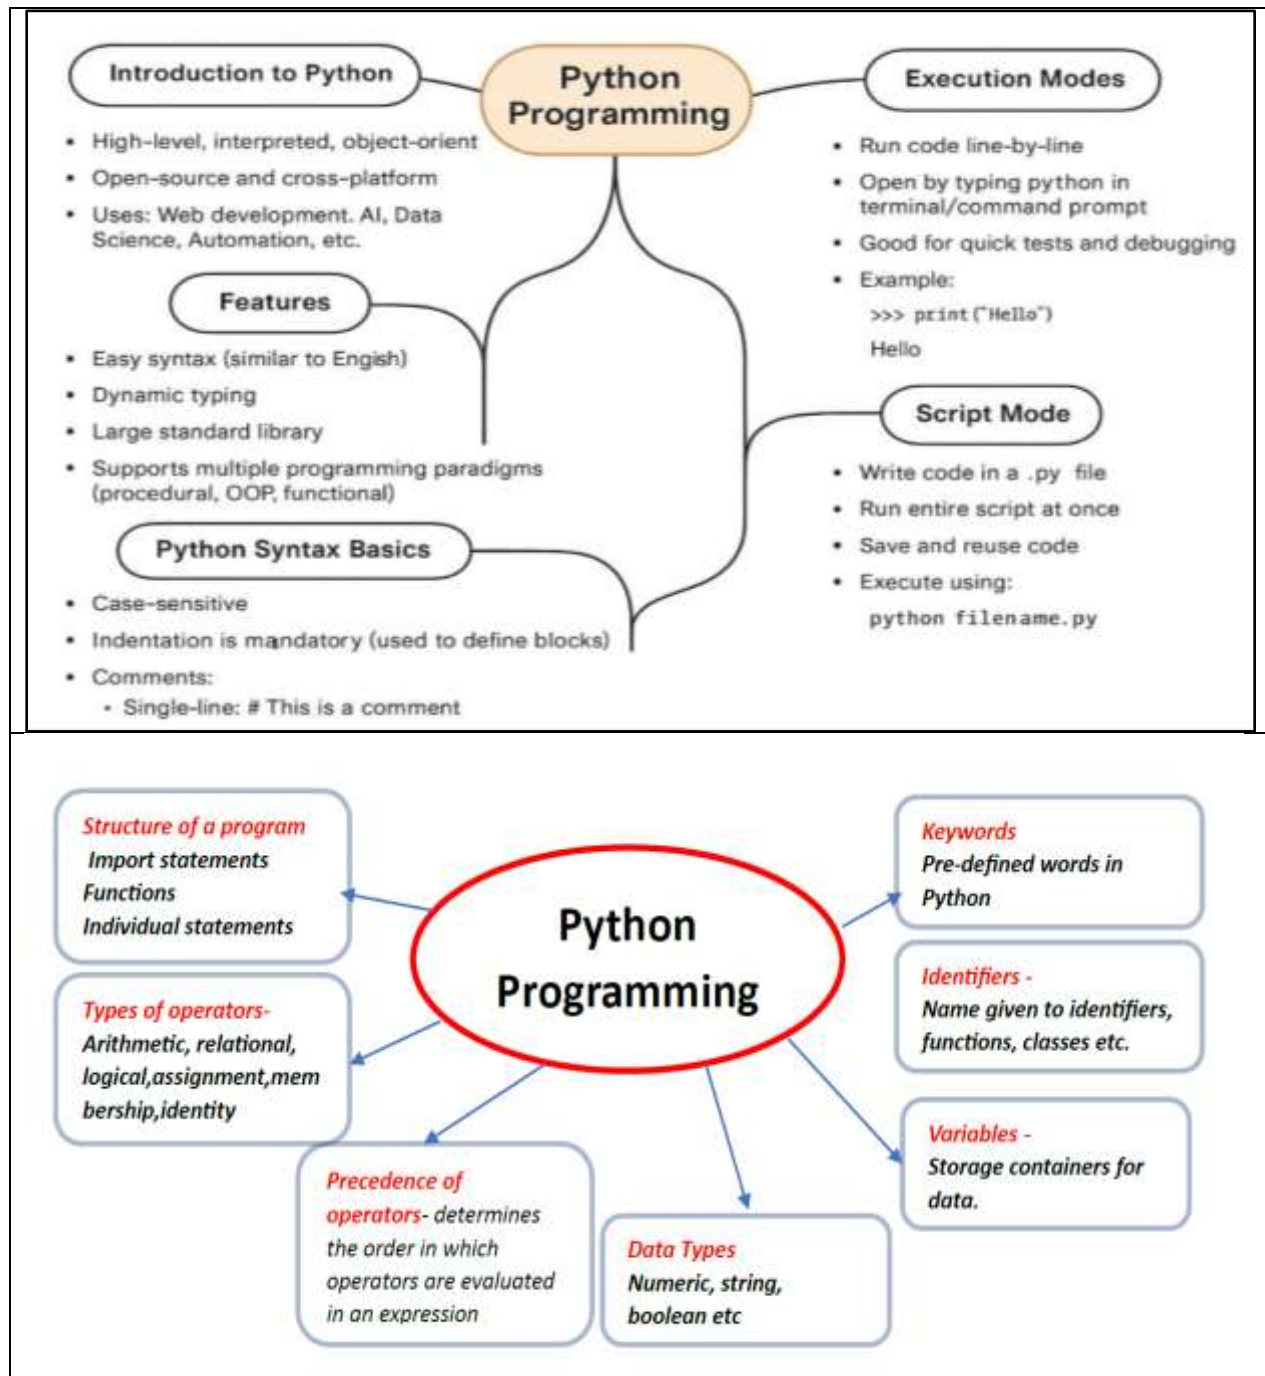 Python
Programming
Introduction to Python
• High-level, interpreted, object-orient
• Open-source and cross-platform
• Uses: Web development. AI, Data
Science, Automation, etc.
Features
• Easy syntax (similar to Engish)
• Dynamic typing
• Large standard library
• Supports multiple programming paradigms
(procedural, OOP, functional)
Python Syntax Basics
• Case-sensitive
• Indentation is mandatory (used to define blocks)
• Comments:
• Single-line: # This is a comment
Execution Modes
• Run code line-by-line
• Open by typing python in
terminal/command prompt
• Good for quick tests and debugging
• Example:
>>> print("Hello")
Hello
Script Mode
• Write code in a .py file
• Run entire script at once
• Save and reuse code
• Execute using:
python filename.py
Python
Programming
Structure of a program
Import statements
Functions
Individual statements
Types of operators-
Arithmetic, relational,
logical,assignment,mem
bership,identity
Precedence of
operators- determines
the order in which
operators are evaluated
in an expression
Data Types
Numeric, string,
boolean etc
Keywords
Pre-defined words in
Python
Identifiers -
Name given to identifiers,
functions, classes etc.
Variables -
Storage containers for
data.